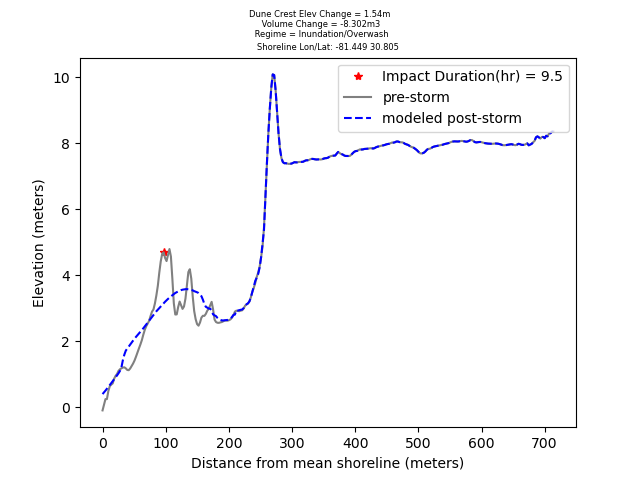 Dune Crest Elev Change = 1.54m
Volume Change = -8.302m3
Regime = Inundation/Overwash
Shoreline Lon/Lat: -81.449 30.805
Impact Duration(hr) = 9.5
pre-storm
modeled post-storm
10
8
6
4
2
0
Elevation (meters)
0 100 200 300 400 500 600 700
Distance from mean shoreline (meters)